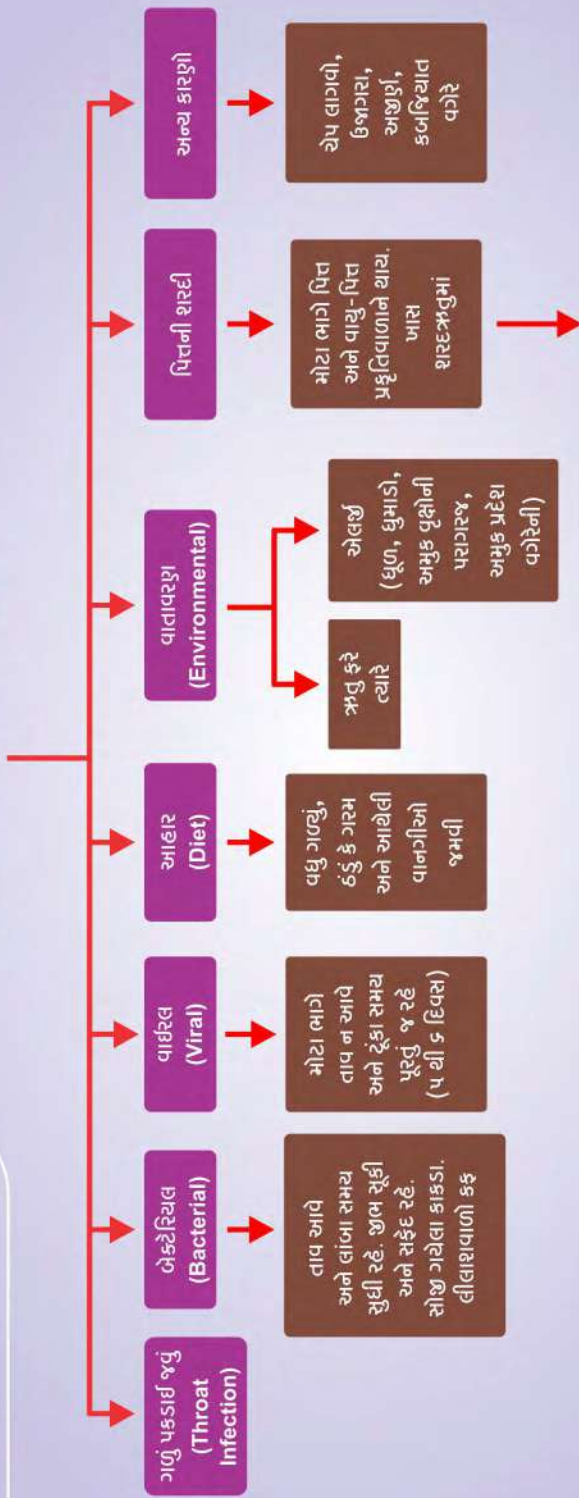 ગળું પકડાઈ જવું
(Throat
Infection)
બેક્ટેરિયલ
(Bacterial)
તાવ આવે
અને લાંબા સમય
સુધી રહે. જીભ સૂકી
અને સફેદ રહે.
સોજી ગયેલા કાકડા.
લીલાશવાળો કફ
વાઈરલ
(Viral)
મોટા ભાગે
તાવ ન આવે
અને ટૂંકા સમય
પૂરતું જ રહે
(પ થી ૬ દિવસ)
આહાર
(Diet)
વધુ ગળ્યું,
ઠંડું કે ગરમ
અને આથેલી
વાનગીઓ
જમવી
વાતાવરણ
(Environmental)
ઋતુ ફરે
ત્યારે
એલર્જી
(ધૂળ, ધુમાડો,
અમુક વૃક્ષોની
પરાગરજ,
અમુક પ્રદેશ
વગેરેની)
પિત્તની શરદી
મોટા ભાગે પિત્ત
અને વાયુ-પિત્ત
પ્રકૃતિવાળાને થાય.
ખાસ
શરદઋતુમાં
અન્ય કારણો
ચેપ લાગવો,
ઉજાગરા,
અજીર્ણ,
કબજિયાત
વગેરે